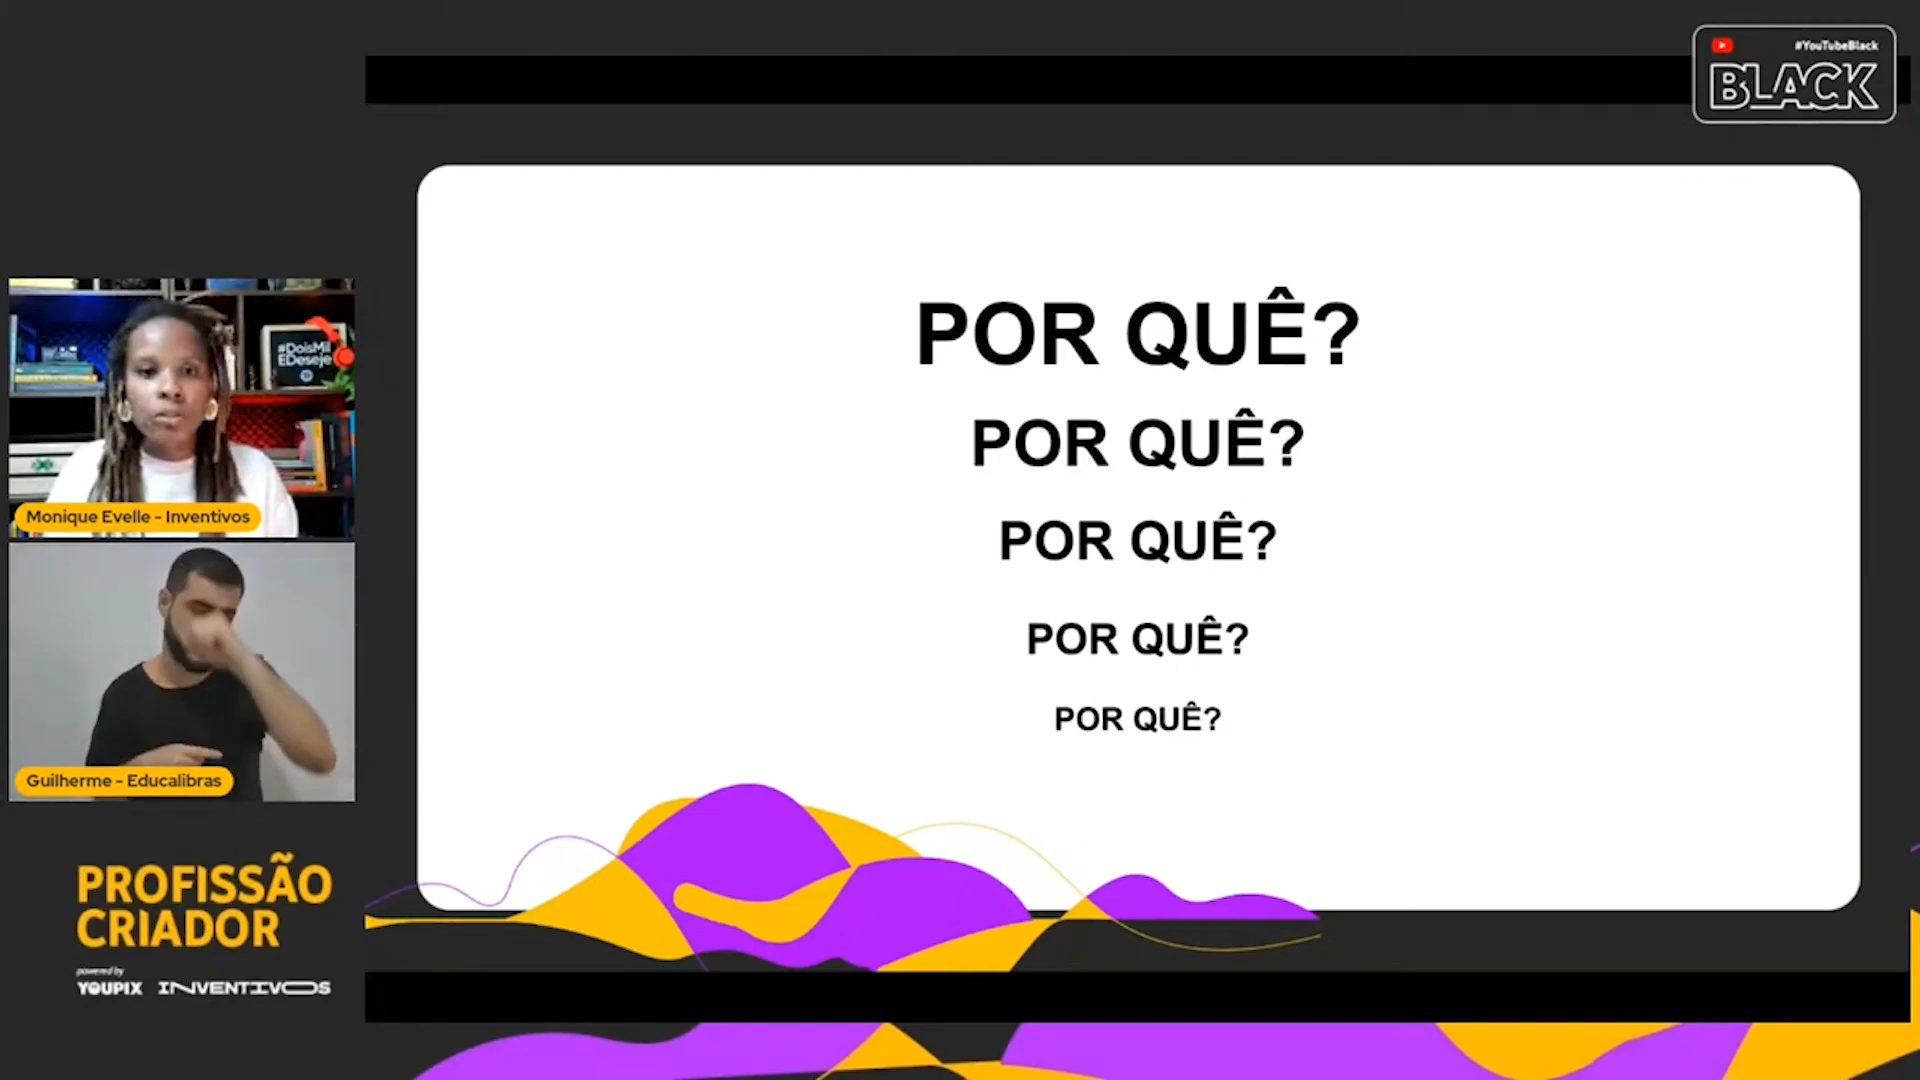 #YouTubeBlack
BLACK
POR QUÊ?
POR QUÊ?
POR QUÊ?
POR QUÊ?
POR QUÊ?
#DoisMil
EDeseje
Monique Evelle - Inventivos
Guilherme - Educalibras
PROFISSÃO
CRIADOR
powered by
YOUPIX INVENTIVOS